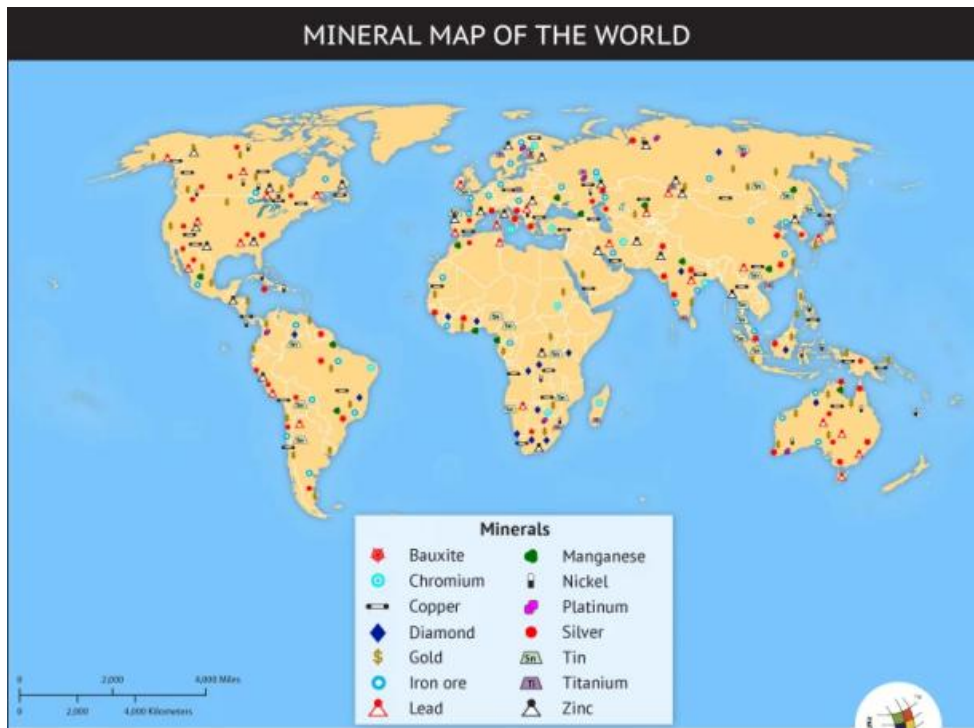 MINERAL MAP OF THE WORLD
Minerals
Bauxite
Chromium
Copper
Diamond
Gold
Iron ore
Lead
Manganese
Nickel
Platinum
Silver
Sn Tin
Ti Titanium
Zinc
0 2,000 4,000 Miles
0 2,000 4,000 Kilometers